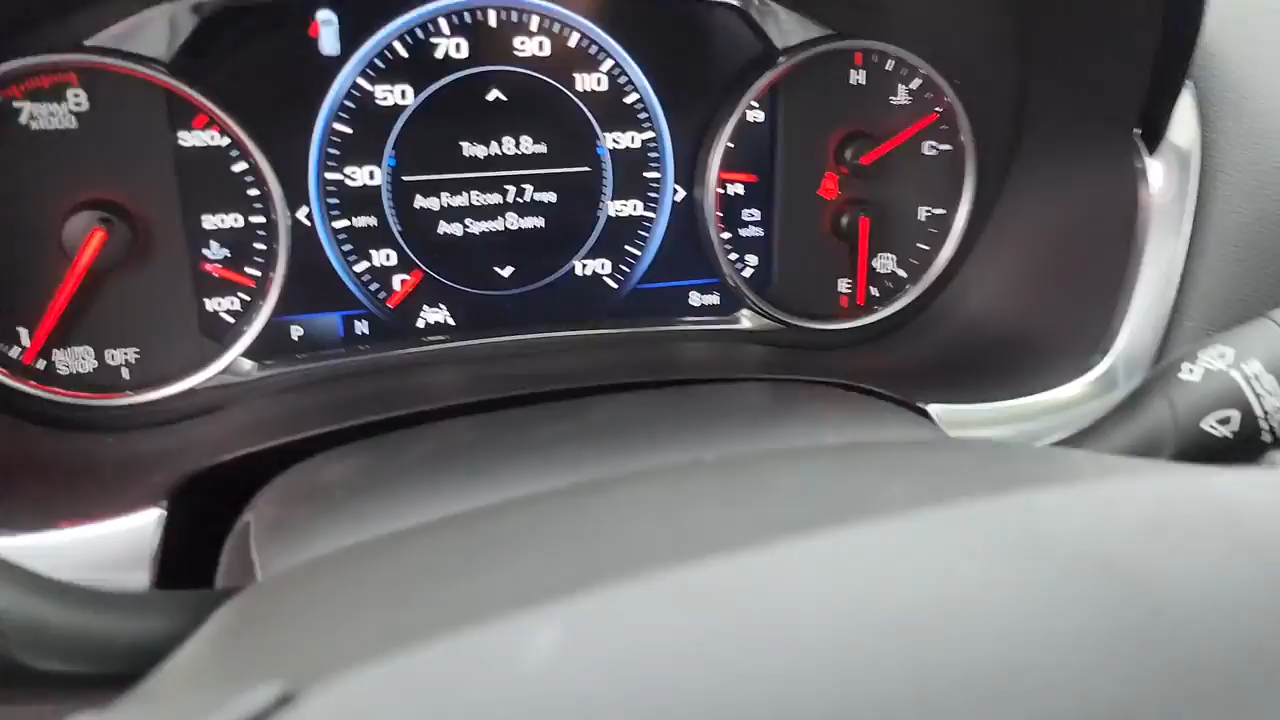 7 RPM 8
x1000
320
200
100
1
AUTO STOP
OFF
70
90
50
110
30
130
150
170
10
0
MPH
Trip A 8.8 mi
Avg Fuel Econ 7.7 mpg
Avg Speed 8 MPH
P
N
8 mi
19
14
volts
9
H
C
F
E